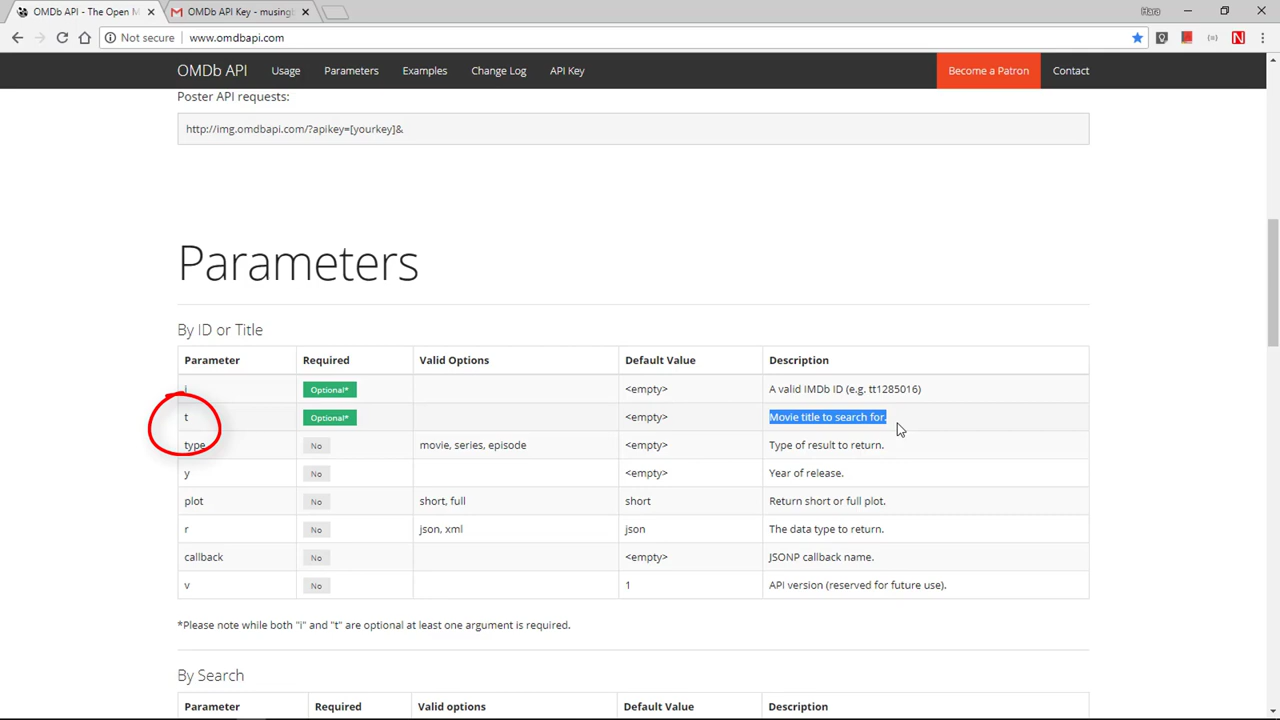 OMDb API - The Open M
OMDb API Key - musing
Hara
Not secure
www.omdbapi.com
OMDb API Usage Parameters Examples Change Log API Key Become a Patron Contact
Poster API requests:
http://img.omdbapi.com/?apikey=[yourkey]&
Parameters
By ID or Title
Parameter Required Valid Options Default Value Description
i Optional* <empty> A valid IMDb ID (e.g. tt1285016)
t Optional* <empty> Movie title to search for.
type No movie, series, episode <empty> Type of result to return.
y No <empty> Year of release.
plot No short, full short Return short or full plot.
r No json, xml json The data type to return.
callback No <empty> JSONP callback name.
v No 1 API version (reserved for future use).
*Please note while both "i" and "t" are optional at least one argument is required.
By Search
Parameter Required Valid options Default Value Description